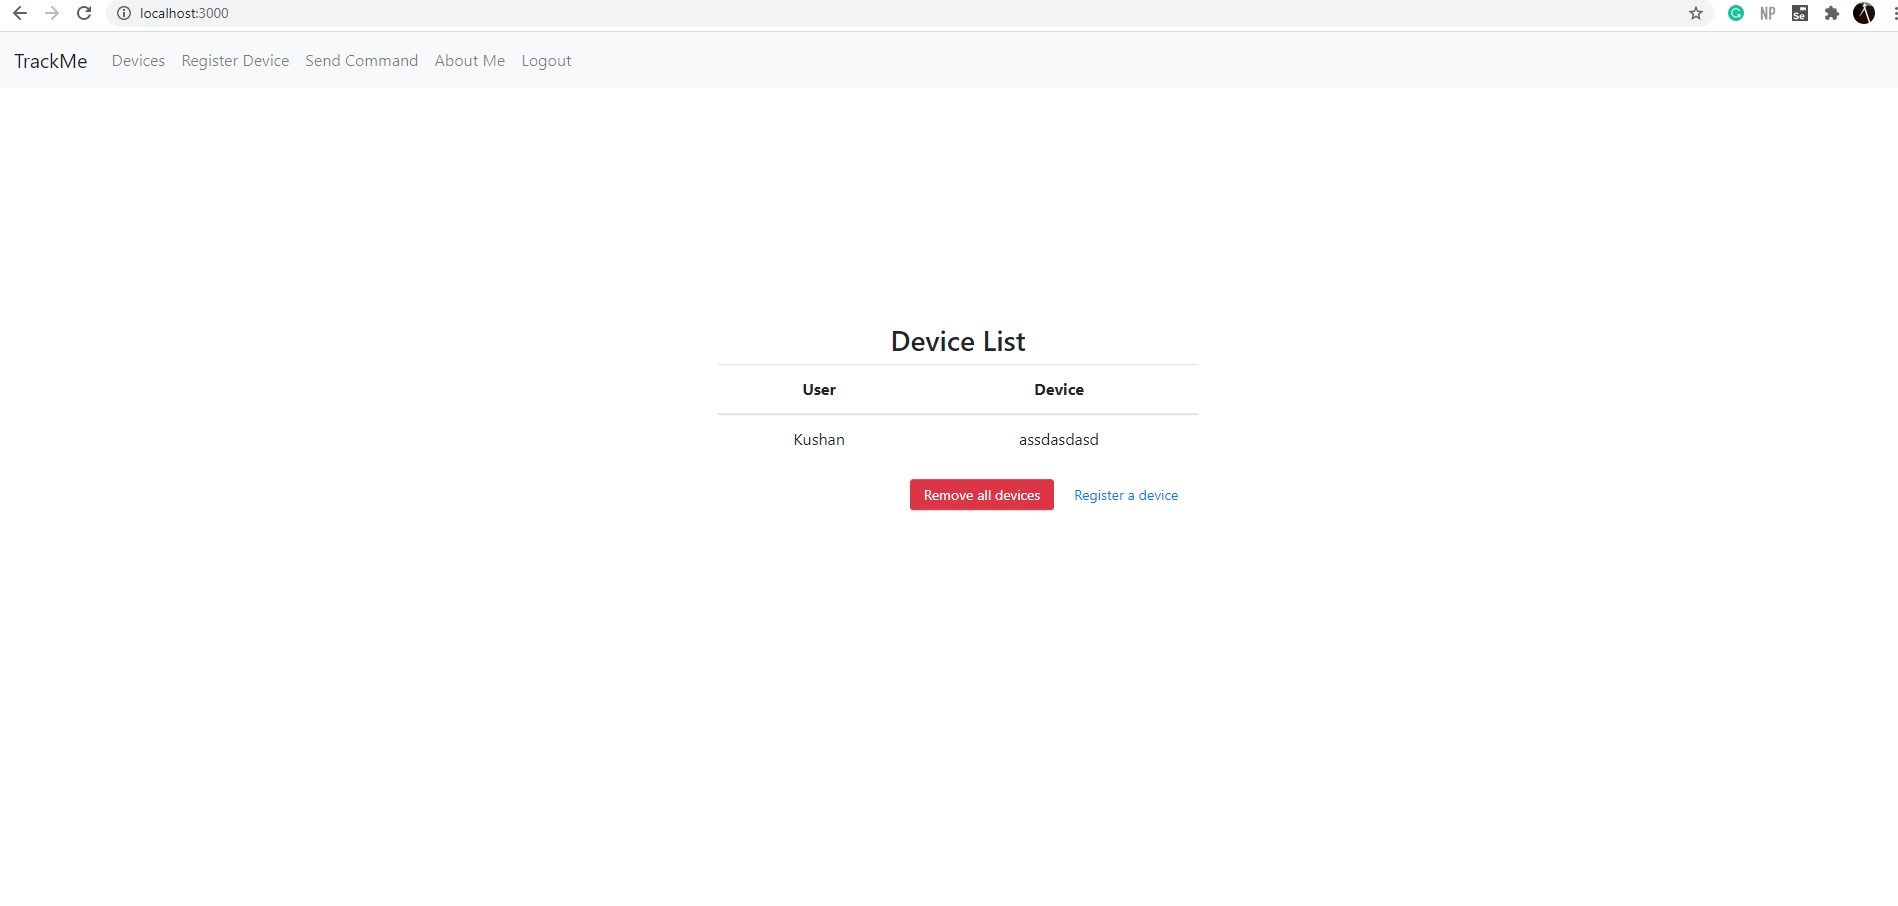 localhost:3000
NP
Se
TrackMe Devices Register Device Send Command About Me Logout
Device List
User Device
Kushan assdasdasd
Remove all devices Register a device